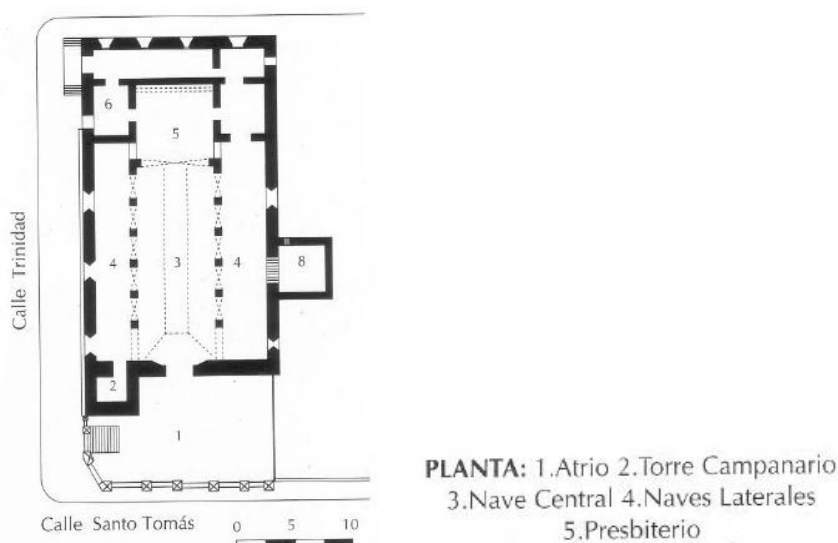 6
5
Calle Trinidad
4
3
4
8
2
1
Calle Santo Tomás
0 5 10
PLANTA: 1.Atrio 2.Torre Campanario
3.Nave Central 4.Naves Laterales
5.Presbiterio